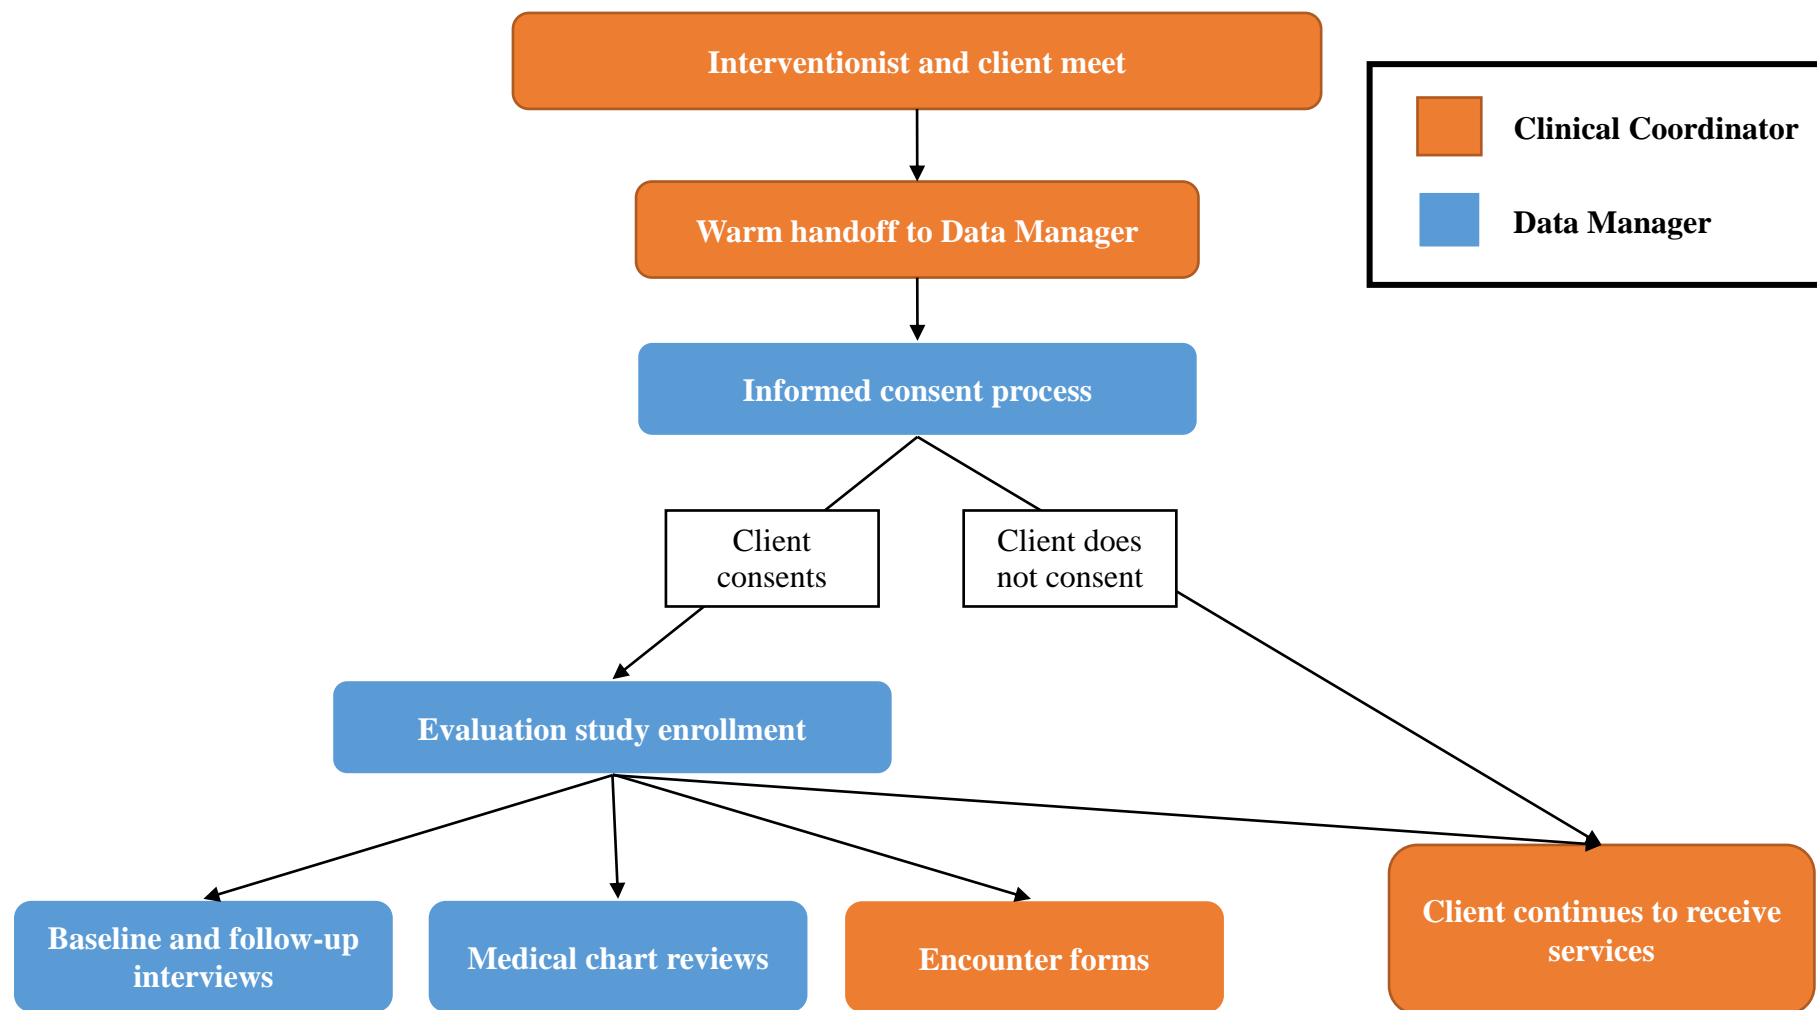 Interventionist and client meet
Clinical Coordinator
Data Manager
Warm handoff to Data Manager
Informed consent process
Client
consents
Client does
not consent
Evaluation study enrollment
Baseline and follow-up
interviews
Medical chart reviews
Encounter forms
Client continues to receive
services